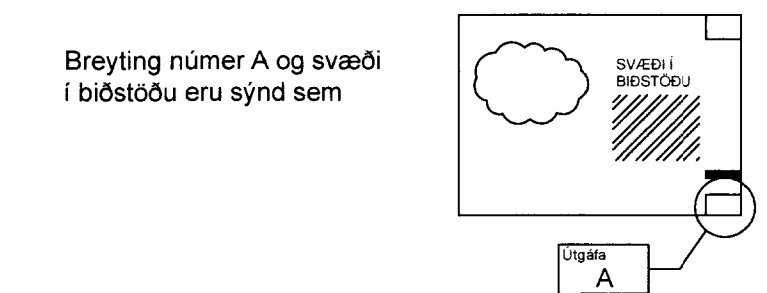 Breyting númer A og svæði
í biðstöðu eru sýnd sem
SVÆÐI Í
BIÐSTÖÐU
Útgáfa
A